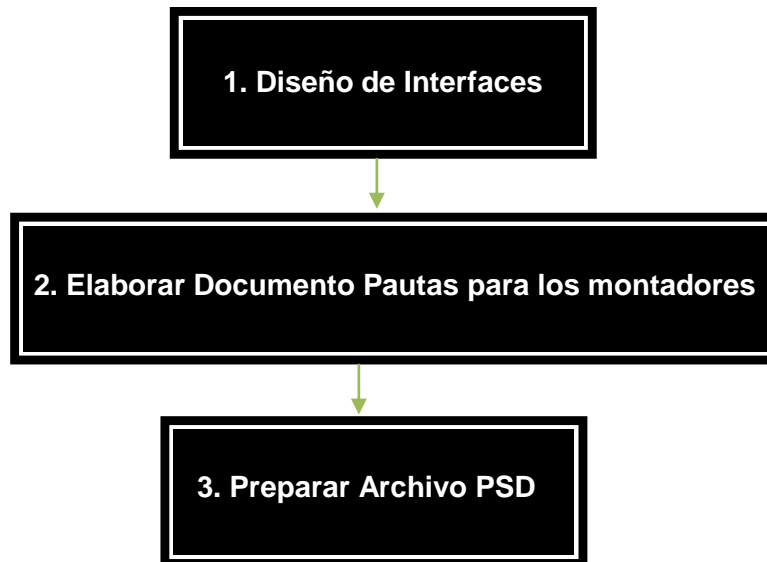 1. Diseño de Interfaces
2. Elaborar Documento Pautas para los montadores
3. Preparar Archivo PSD